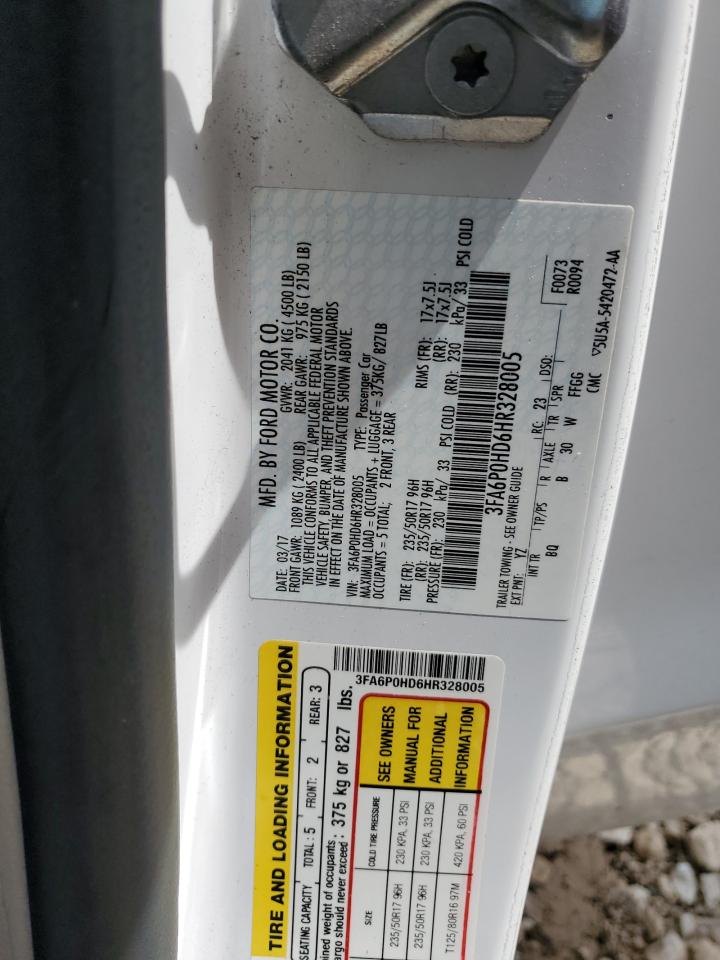 MFD. BY FORD MOTOR CO.
DATE: 03/17 GVWR: 2041 KG ( 4500 LB)
FRONT GAWR: 1089 KG ( 2400 LB) REAR GAWR: 975 KG ( 2150 LB)
THIS VEHICLE CONFORMS TO ALL APPLICABLE FEDERAL MOTOR
VEHICLE SAFETY, BUMPER, AND THEFT PREVENTION STANDARDS
IN EFFECT ON THE DATE OF MANUFACTURE SHOWN ABOVE.
VIN: 3FA6P0HD6HR328005 TYPE: Passenger Car
MAXIMUM LOAD = OCCUPANTS + LUGGAGE = 375KG/ 827LB
OCCUPANTS = 5 TOTAL; 2 FRONT, 3 REAR
TIRE (FR): 235/50R17 96H RIMS (FR): 17x7.5J
(RR): 235/50R17 96H (RR): 17x7.5J
PRESSURE (FR): 230 kPa/ 33 PSI COLD (RR): 230 kPa/ 33 PSI COLD
3FA6P0HD6HR328005
TRAILER TOWING - SEE OWNER GUIDE
EXT PNT: YZ RC: 23 DSO: F0073
R0094
INT TR TP/PS R AXLE TR SPR
BQ B 30 W FFGG
CMC ▽5U5A-5420472-AA
TIRE AND LOADING INFORMATION
SEATING CAPACITY TOTAL: 5 FRONT: 2 REAR: 3
ined weight of occupants
argo should never exceed: 375 kg or 827 lbs.
3FA6P0HD6HR328005
SIZE COLD TIRE PRESSURE SEE OWNERS
235/50R17 96H 230 KPA, 33 PSI MANUAL FOR
235/50R17 96H 230 KPA, 33 PSI ADDITIONAL
T125/80R16 97M 420 KPA, 60 PSI INFORMATION